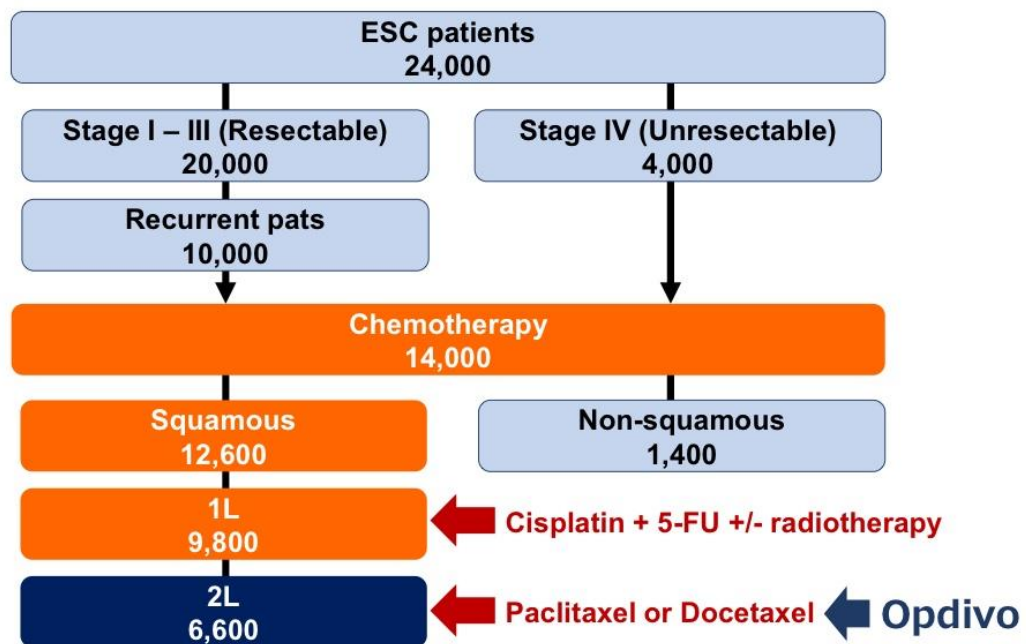 ESC patients
24,000
Stage I – III (Resectable)
20,000
Stage IV (Unresectable)
4,000
Recurrent pats
10,000
Chemotherapy
14,000
Squamous
12,600
Non-squamous
1,400
1L
9,800
Cisplatin + 5-FU +/- radiotherapy
2L
6,600
Paclitaxel or Docetaxel
Opdivo